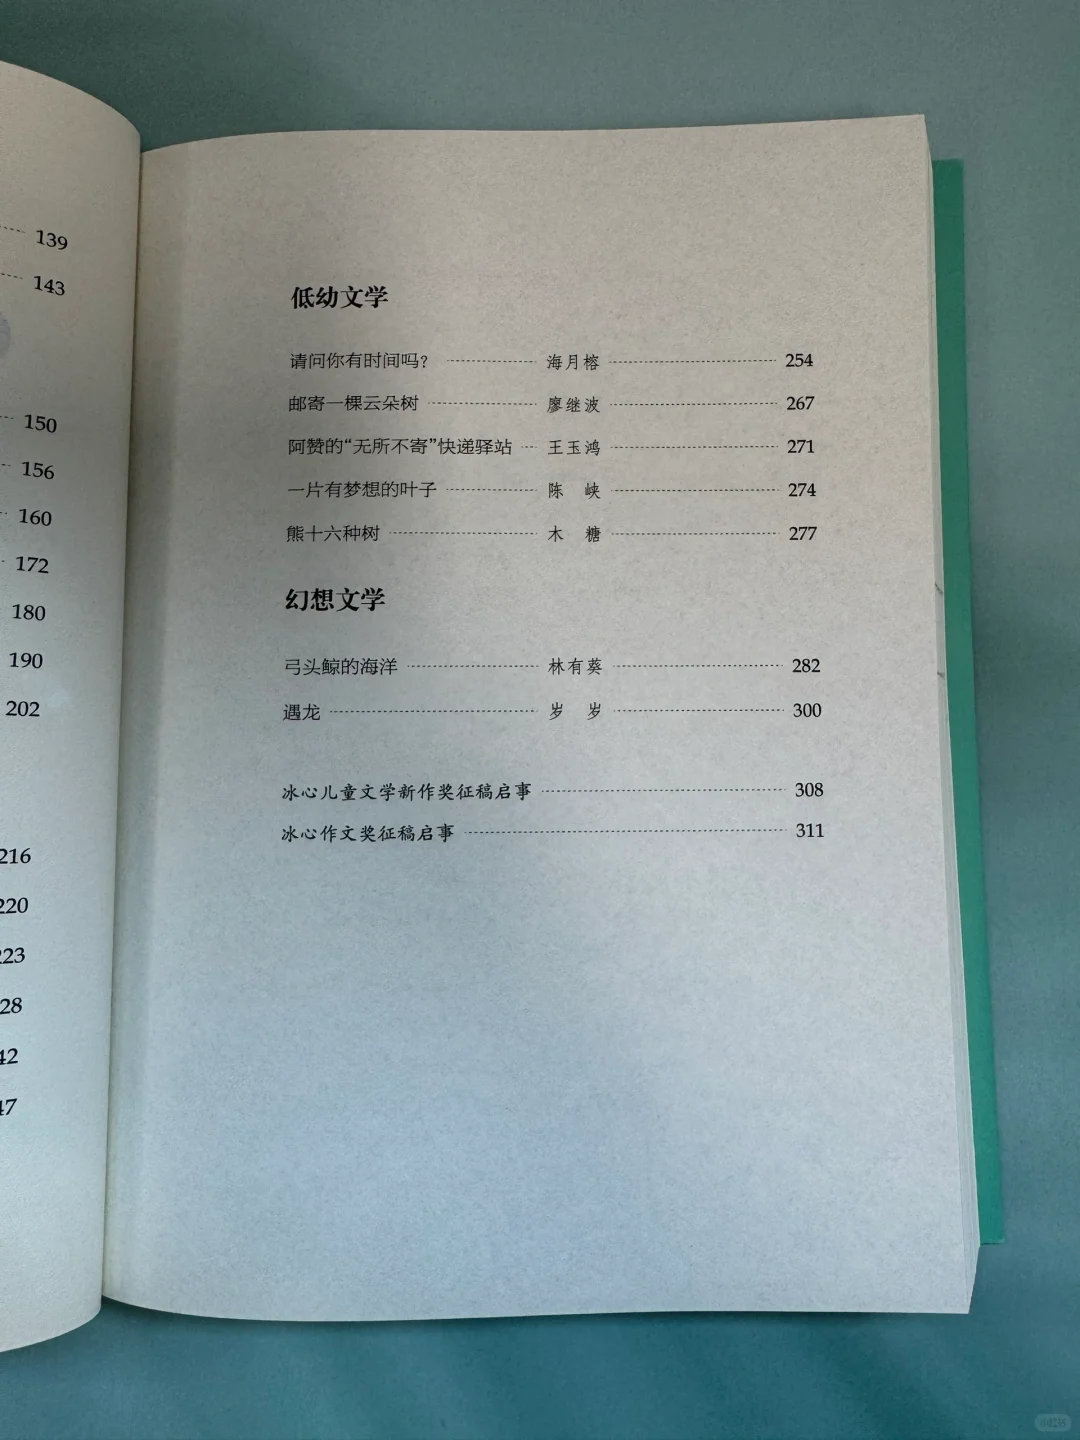 139
143
150
156
160
172
180
190
202
216
220
223
28
42
47
低幼文学
请问你有时间吗？ 海月榕 254
邮寄一棵云朵树 廖继波 267
阿赞的“无所不寄”快递驿站 王玉鸿 271
一片有梦想的叶子 陈 峡 274
熊十六种树 木 糖 277
幻想文学
弓头鲸的海洋 林有葵 282
遇龙 岁 岁 300
冰心儿童文学新作奖征稿启事 308
冰心作文奖征稿启事 311
小红书